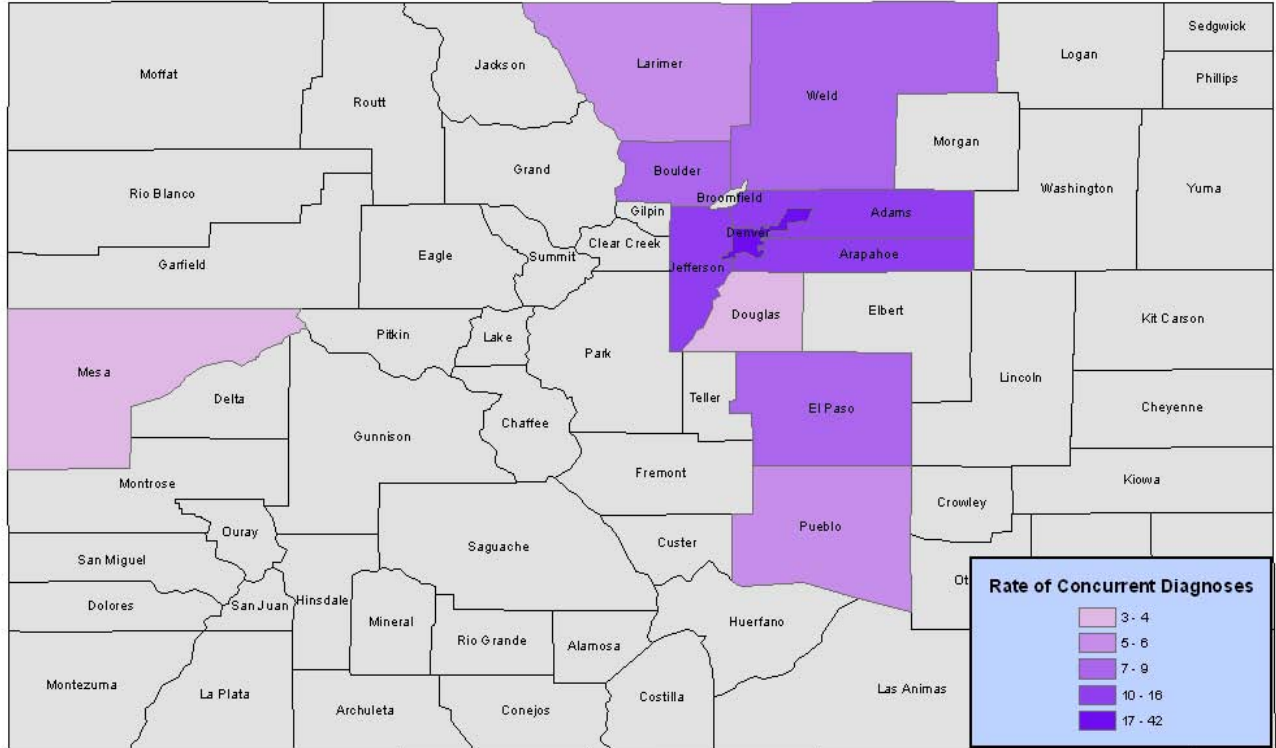 Sedgwick
Logan
Jackson
Larimer
Moffat
Phillips
Weld
Routt
Morgan
Grand
Boulder
Washington
Yuma
Rio Blanco
Broomfield
Gilpin
Adams
Denver
Clear Creek
Eagle
Summit
Arapahoe
Garfield
Jefferson
Elbert
Douglas
Kit Carson
Pitkin
Lake
Park
Mesa
Lincoln
Delta
Teller
El Paso
Cheyenne
Chaffee
Gunnison
Fremont
Kiowa
Montrose
Crowley
Pueblo
Ouray
Custer
Saguache
San Miguel
Ot
Rate of Concurrent Diagnoses
3 - 4
5 - 6
7 - 9
10 - 16
17 - 42
Hinsdale
San Juan
Dolores
Mineral
Huerfano
Rio Grande
Alamosa
Montezuma
La Plata
Las Animas
Costilla
Archuleta
Conejos